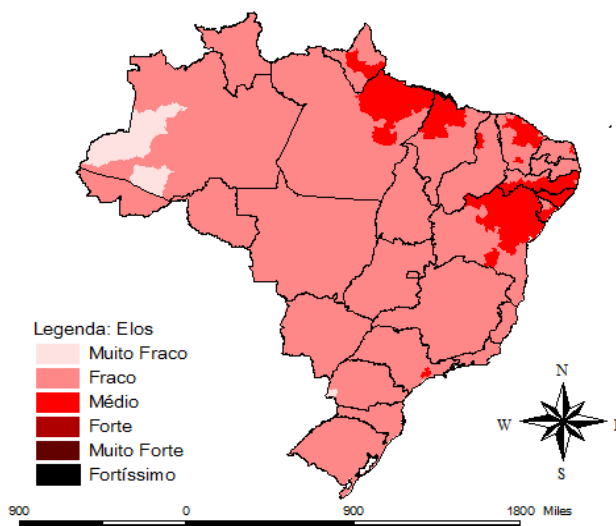 Legenda: Elos
Muito Fraco
Fraco
Médio
Forte
Muito Forte
Fortíssimo
N
W
S
900 0 900 1800 Miles